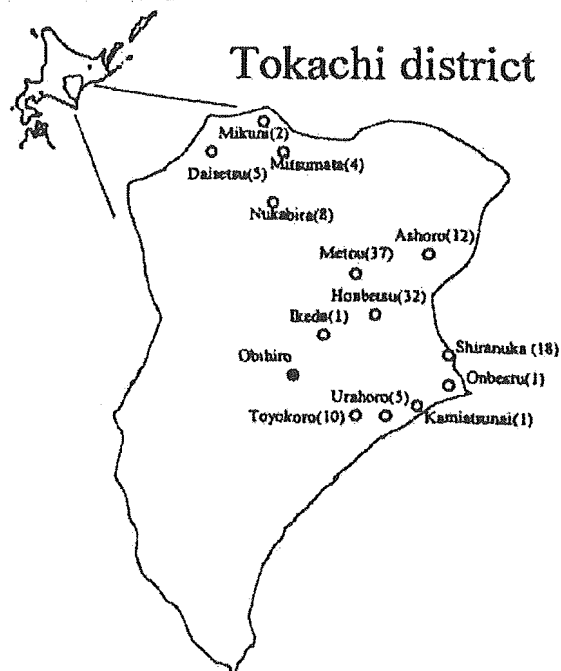 Tokachi district
Mikuni(2)
Mitsumata(4)
Daisetsu(5)
Nukabira(8)
Ashoro(12)
Metou(37)
Honbetsu(32)
Ikeda(1)
Shiranuka (18)
Obihiro
Onbestu(1)
Urahoro(5)
Toyokoro(10)
Kamiatsunai(1)